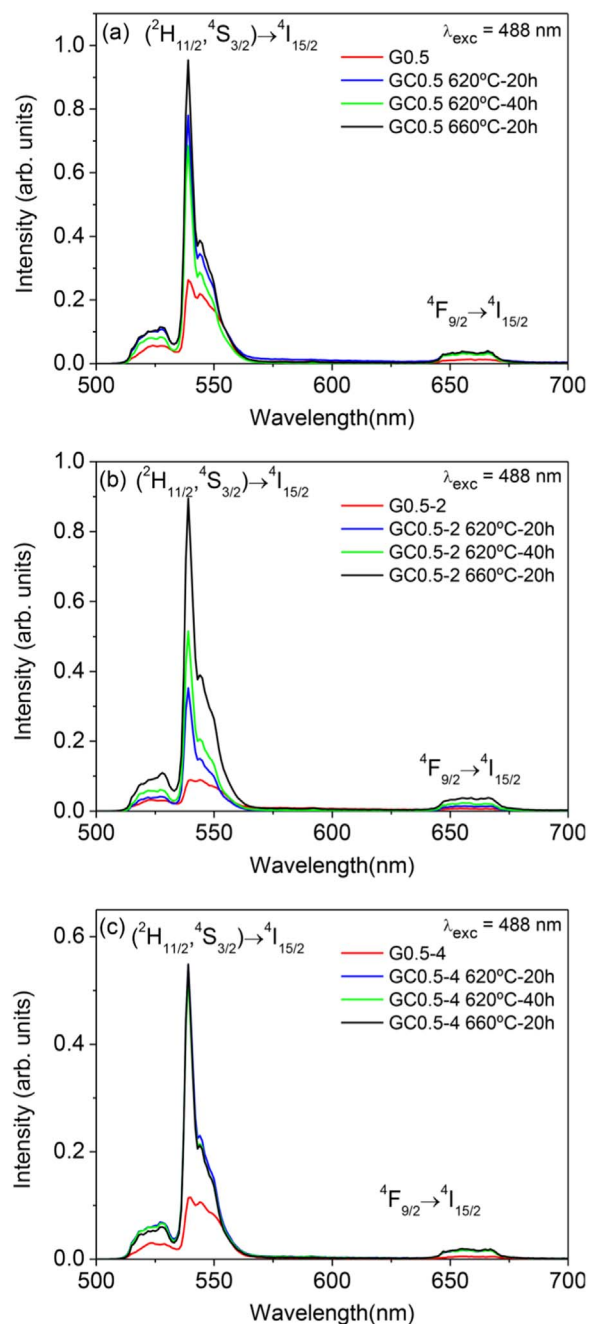 (a) (²H₁₁/₂,⁴S₃/₂)→⁴I₁₅/₂
λexc = 488 nm
G0.5
GC0.5 620ºC-20h
GC0.5 620ºC-40h
GC0.5 660ºC-20h
⁴F₉/₂→⁴I₁₅/₂
Intensity (arb. units)
1.0
0.8
0.6
0.4
0.2
0.0
500 550 600 650 700
Wavelength(nm)
(b) (²H₁₁/₂,⁴S₃/₂)→⁴I₁₅/₂
λexc = 488 nm
G0.5-2
GC0.5-2 620ºC-20h
GC0.5-2 620ºC-40h
GC0.5-2 660ºC-20h
⁴F₉/₂→⁴I₁₅/₂
Intensity (arb. units)
1.0
0.8
0.6
0.4
0.2
0.0
500 550 600 650 700
Wavelength(nm)
(c) (²H₁₁/₂,⁴S₃/₂)→⁴I₁₅/₂
λexc = 488 nm
G0.5-4
GC0.5-4 620ºC-20h
GC0.5-4 620ºC-40h
GC0.5-4 660ºC-20h
⁴F₉/₂→⁴I₁₅/₂
Intensity (arb. units)
0.6
0.4
0.2
0.0
500 550 600 650 700
Wavelength (nm)